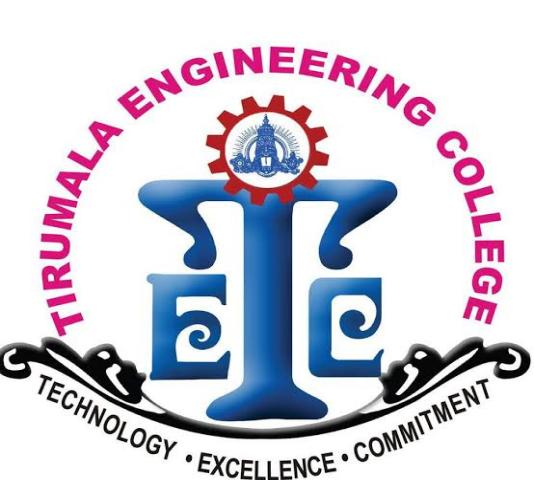 TIRUMALA ENGINEERING COLLEGE
T
E C
TECHNOLOGY • EXCELLENCE • COMMITMENT